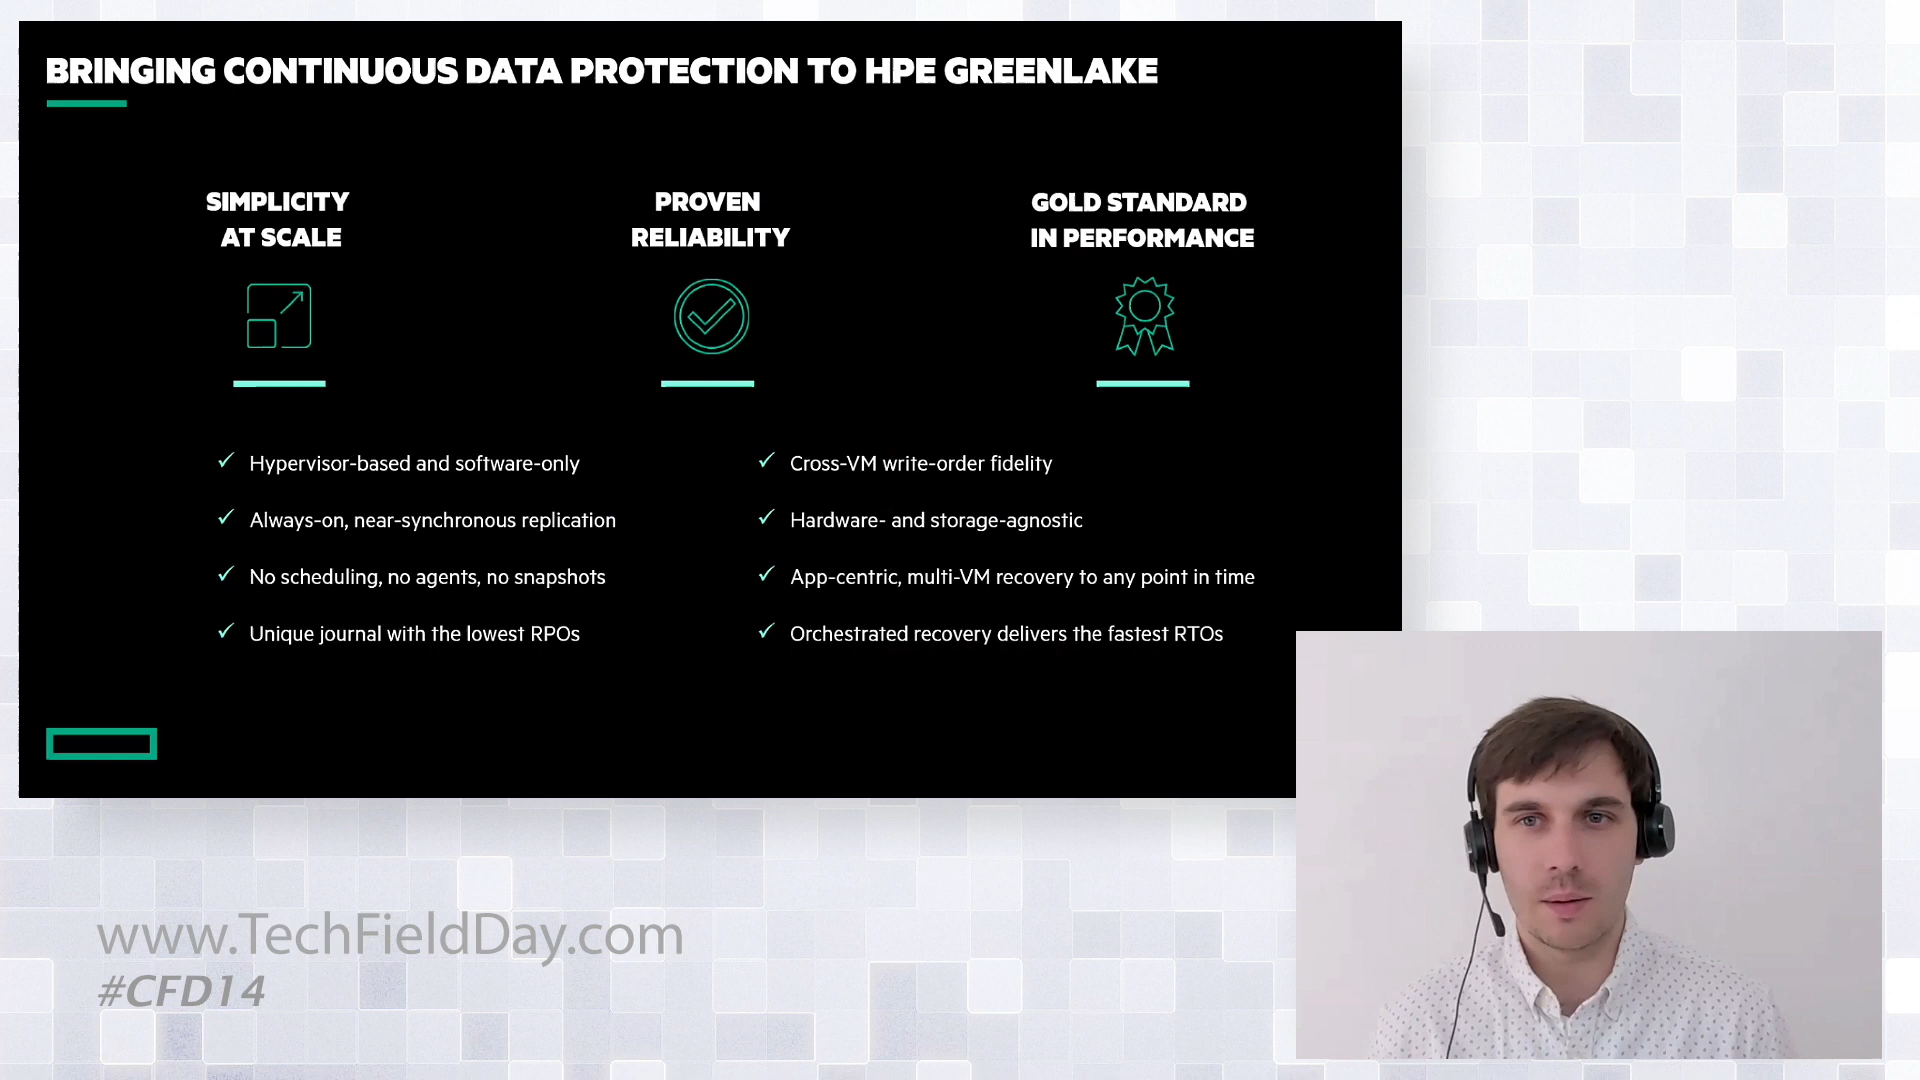 BRINGING CONTINUOUS DATA PROTECTION TO HPE GREENLAKE
SIMPLICITY
AT SCALE
PROVEN
RELIABILITY
GOLD STANDARD
IN PERFORMANCE
Hypervisor-based and software-only
Always-on, near-synchronous replication
No scheduling, no agents, no snapshots
Unique journal with the lowest RPOs
Cross-VM write-order fidelity
Hardware- and storage-agnostic
App-centric, multi-VM recovery to any point in time
Orchestrated recovery delivers the fastest RTOs
www.TechFieldDay.com
#CFD14